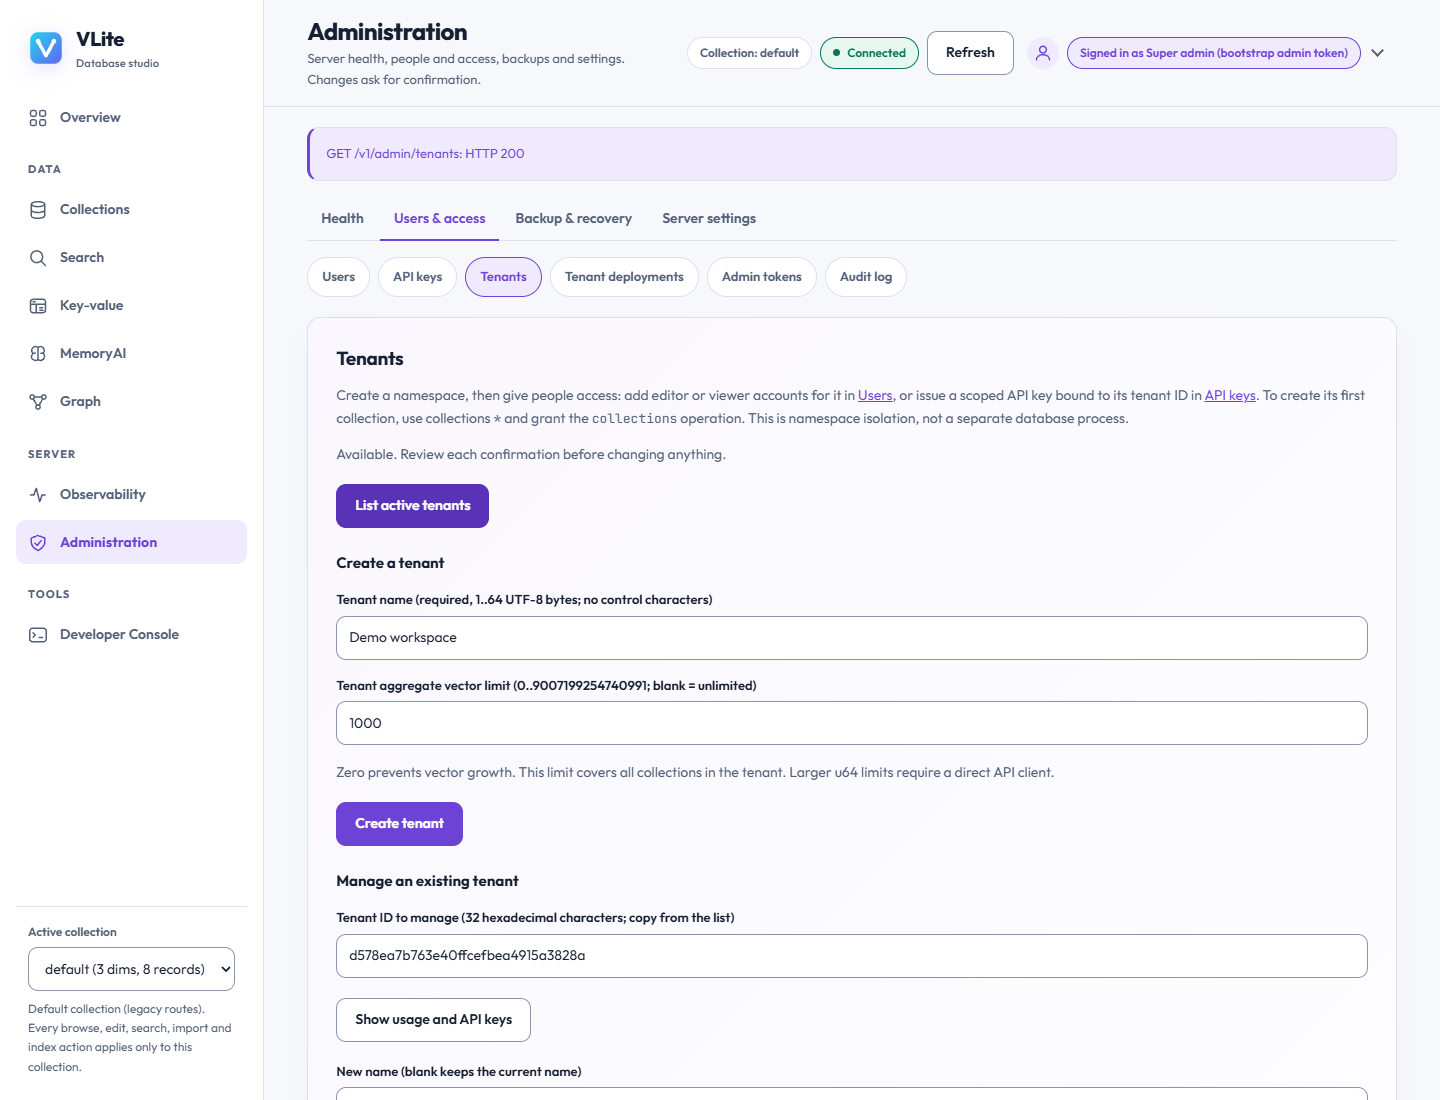 VLite
Database studio
Overview
DATA
Collections
Search
Key-value
MemoryAI
Graph
SERVER
Observability
Administration
TOOLS
Developer Console
Active collection
default (3 dims, 8 records)
Default collection (legacy routes).
Every browse, edit, search, import and
index action applies only to this
collection.
Administration
Server health, people and access, backups and settings.
Changes ask for confirmation.
Collection: default
Connected
Refresh
Signed in as Super admin (bootstrap admin token)
GET /v1/admin/tenants: HTTP 200
Health
Users & access
Backup & recovery
Server settings
Users
API keys
Tenants
Tenant deployments
Admin tokens
Audit log
Tenants
Create a namespace, then give people access: add editor or viewer accounts for it in Users, or issue a scoped API key bound to its tenant ID in API keys. To create its first
collection, use collections * and grant the collections operation. This is namespace isolation, not a separate database process.
Available. Review each confirmation before changing anything.
List active tenants
Create a tenant
Tenant name (required, 1..64 UTF-8 bytes; no control characters)
Demo workspace
Tenant aggregate vector limit (0..9007199254740991; blank = unlimited)
1000
Zero prevents vector growth. This limit covers all collections in the tenant. Larger u64 limits require a direct API client.
Create tenant
Manage an existing tenant
Tenant ID to manage (32 hexadecimal characters; copy from the list)
d578ea7b763e40ffcefbea4915a3828a
Show usage and API keys
New name (blank keeps the current name)